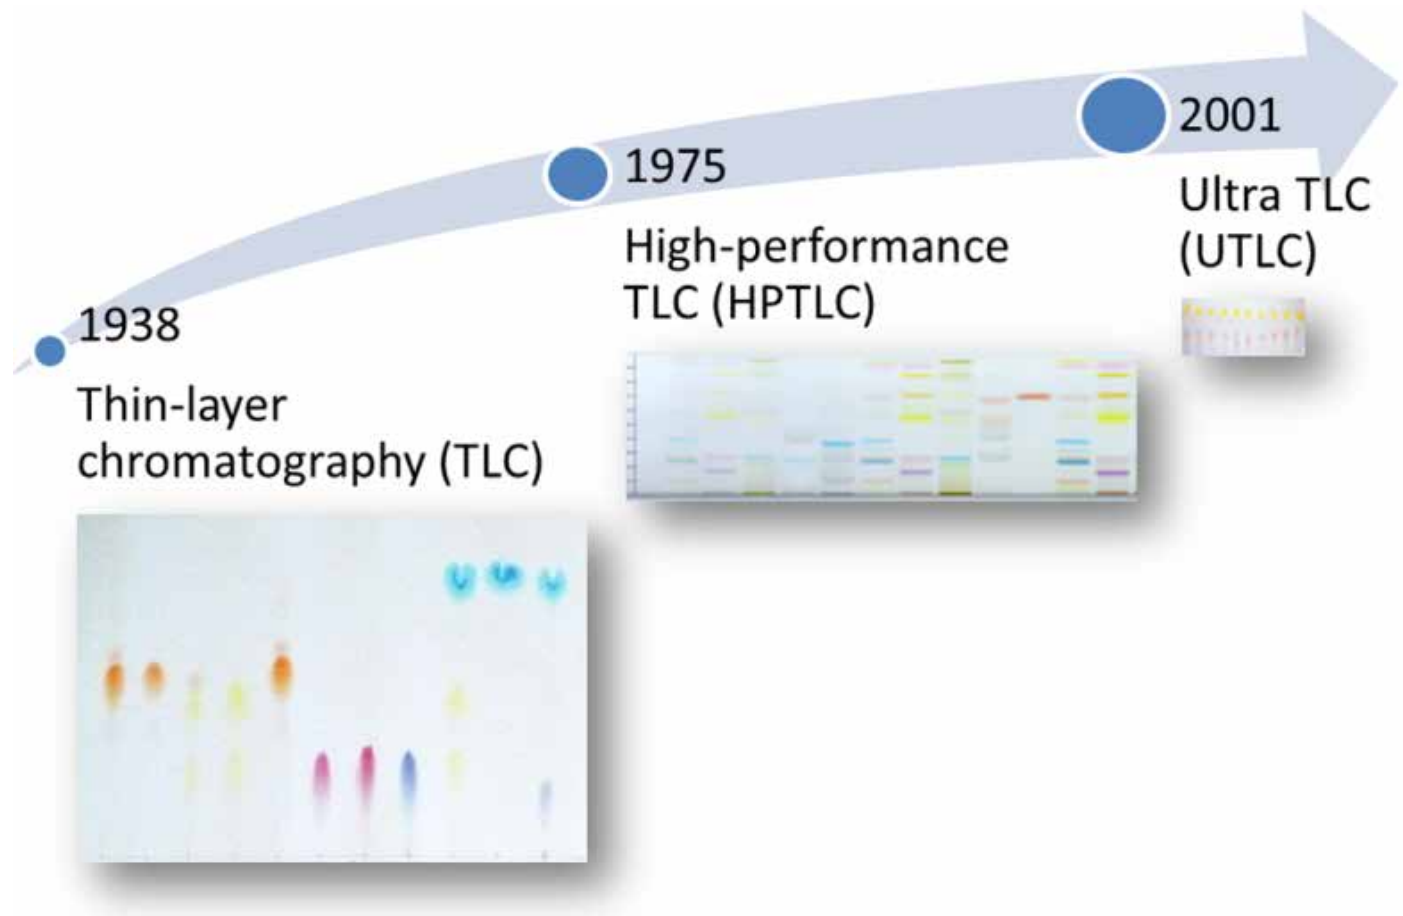 1938
Thin-layer
chromatography (TLC)
1975
High-performance
TLC (HPTLC)
2001
Ultra TLC
(UTLC)